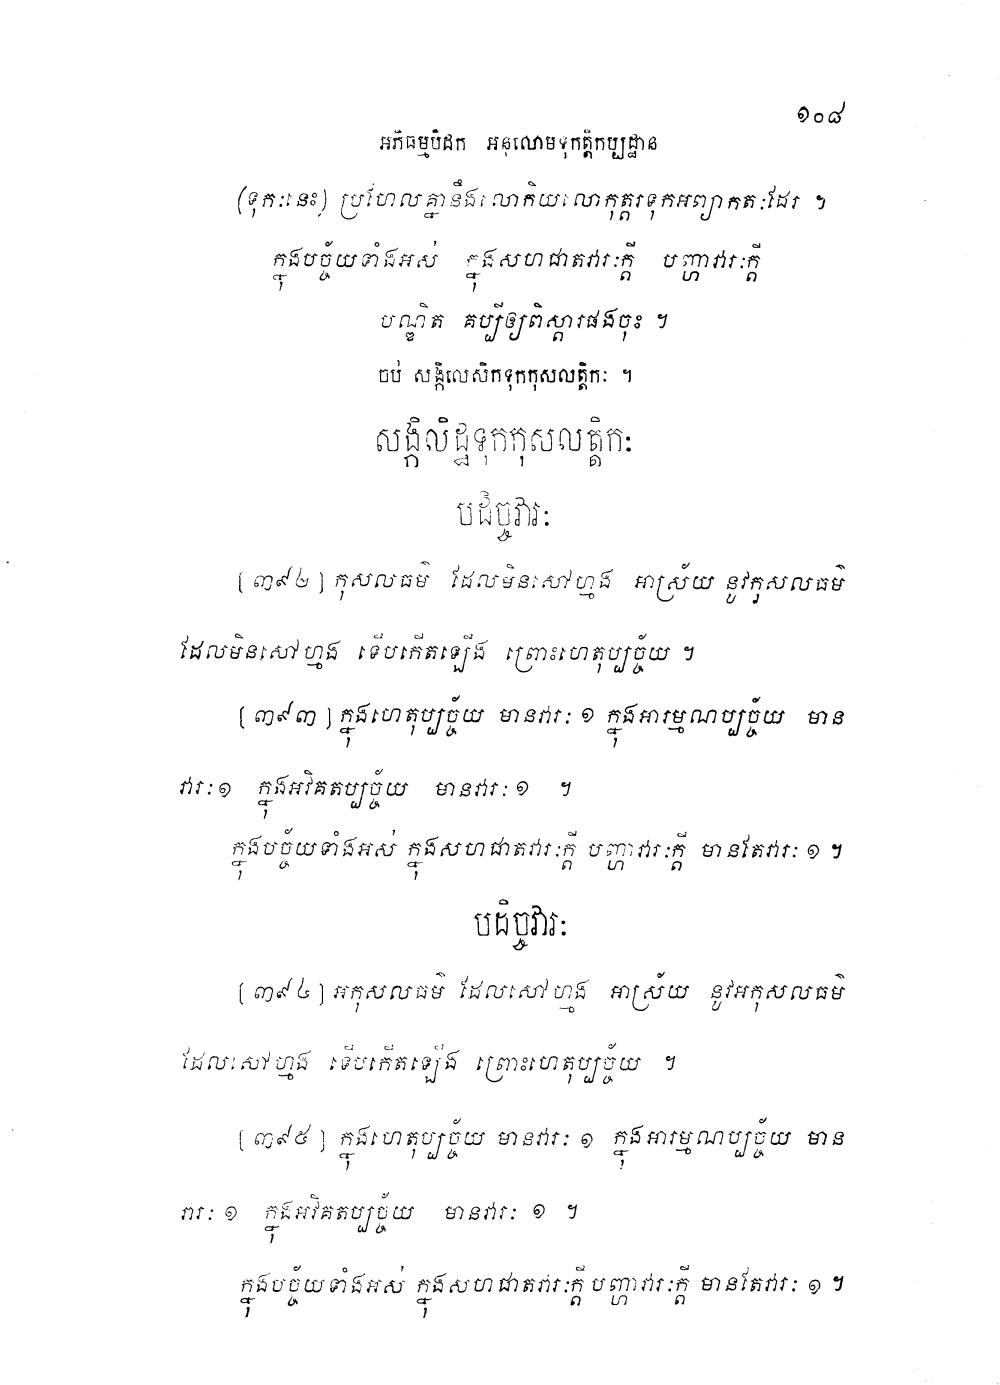 ១០៨
អភិធម្មបិដក អនុលោមទុកត្តិកប្បដ្ឋាន
(ទុកៈនេះ) ប្រហែលគ្នានឹងលោកិយលោកុត្តរទុកអព្យាកតៈដែរ ។
ក្នុងបច្ច័យទាំងអស់ ក្នុងសហជាតវារៈក្តី បញ្ហាវារៈក្តី
បណ្ឌិត គប្បីឲ្យពិស្តារផងចុះ ។
ចប់ សង្កិលេសិកទុកកុសលត្តិកៈ ។
សង្កិលិដ្ឋទុកកុសលត្តិកៈ
បដិច្ចវារៈ
[៣៩២] កុសលធម៌ ដែលមិនសៅហ្មង អាស្រ័យ នូវកុសលធម៌
ដែលមិនសៅហ្មង ទើបកើតឡើង ព្រោះហេតុប្បច្ច័យ ។
[៣៩៣] ក្នុងហេតុប្បច្ច័យ មានវារៈ ១ ក្នុងអារម្មណប្បច្ច័យ មាន
វារៈ ១ ក្នុងអវិគតប្បច្ច័យ មានវារៈ ១ ។
ក្នុងបច្ច័យទាំងអស់ ក្នុងសហជាតវារៈក្តី បញ្ហាវារៈក្តី មានតែវារៈ ១ ។
បដិច្ចវារៈ
[៣៩៤] អកុសលធម៌ ដែលសៅហ្មង អាស្រ័យ នូវអកុសលធម៌
ដែលសៅហ្មង ទើបកើតឡើង ព្រោះហេតុប្បច្ច័យ ។
[៣៩៥] ក្នុងហេតុប្បច្ច័យ មានវារៈ ១ ក្នុងអារម្មណប្បច្ច័យ មាន
វារៈ ១ ក្នុងអវិគតប្បច្ច័យ មានវារៈ ១ ។
ក្នុងបច្ច័យទាំងអស់ ក្នុងសហជាតវារៈក្តី បញ្ហាវារៈក្តី មានតែវារៈ ១ ។